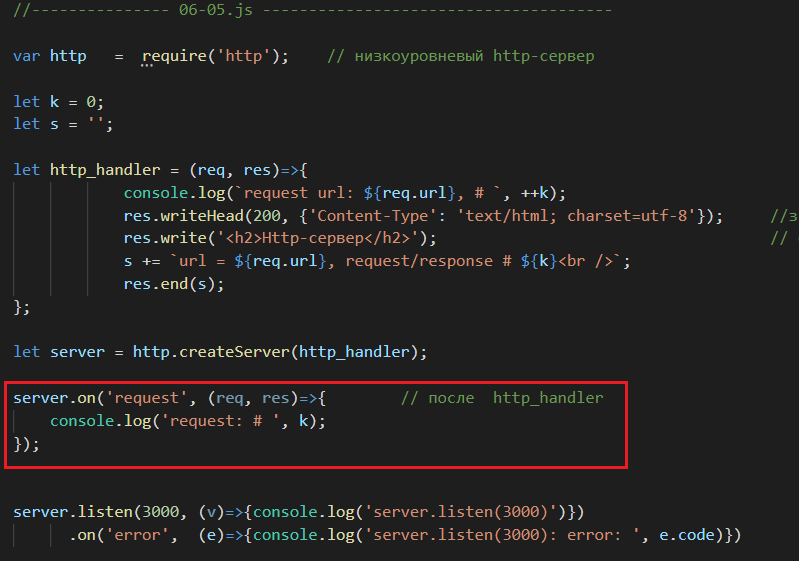 //--------------- 06-05.js --------------------------------------
var http   =  require('http');    // низкоуровневый http-сервер
let k = 0;
let s = '';
let http_handler = (req, res)=>{
            console.log(`request url: ${req.url}, # `, ++k);
            res.writeHead(200, {'Content-Type': 'text/html; charset=utf-8'});     //з
            res.write('<h2>Http-сервер</h2>');                                    //
            s += `url = ${req.url}, request/response # ${k}<br />`;
            res.end(s);
};
let server = http.createServer(http_handler);
server.on('request', (req, res)=>{        // после  http_handler
    console.log('request: # ', k);
});
server.listen(3000, (v)=>{console.log('server.listen(3000)')})
      .on('error',  (e)=>{console.log('server.listen(3000): error: ', e.code)})